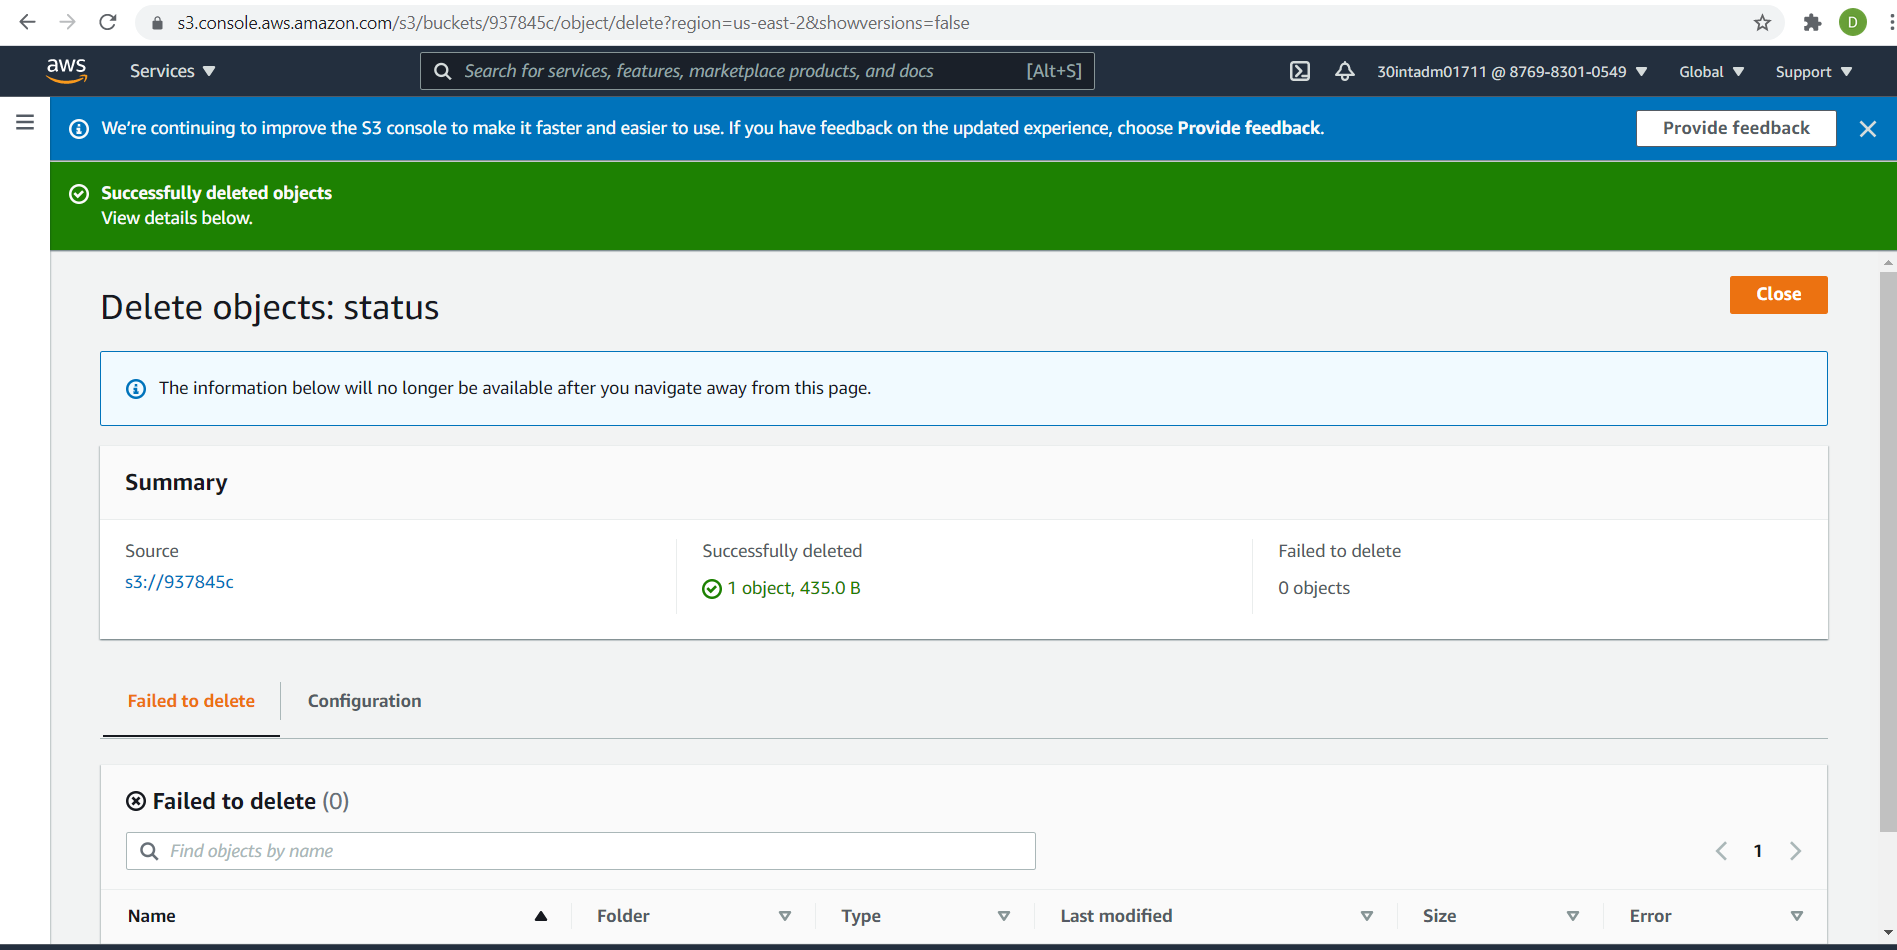 s3.console.aws.amazon.com/s3/buckets/937845c/object/delete?region=us-east-2&showversions=false
D
aws
Services
Search for services, features, marketplace products, and docs
[Alt+S]
30intadm01711 @ 8769-8301-0549
Global
Support
We're continuing to improve the S3 console to make it faster and easier to use. If you have feedback on the updated experience, choose Provide feedback.
Provide feedback
Successfully deleted objects
View details below.
Delete objects: status
Close
The information below will no longer be available after you navigate away from this page.
Summary
Source
s3://937845c
Successfully deleted
1 object, 435.0 B
Failed to delete
0 objects
Failed to delete
Configuration
Failed to delete (0)
Find objects by name
1
Name
Folder
Type
Last modified
Size
Error